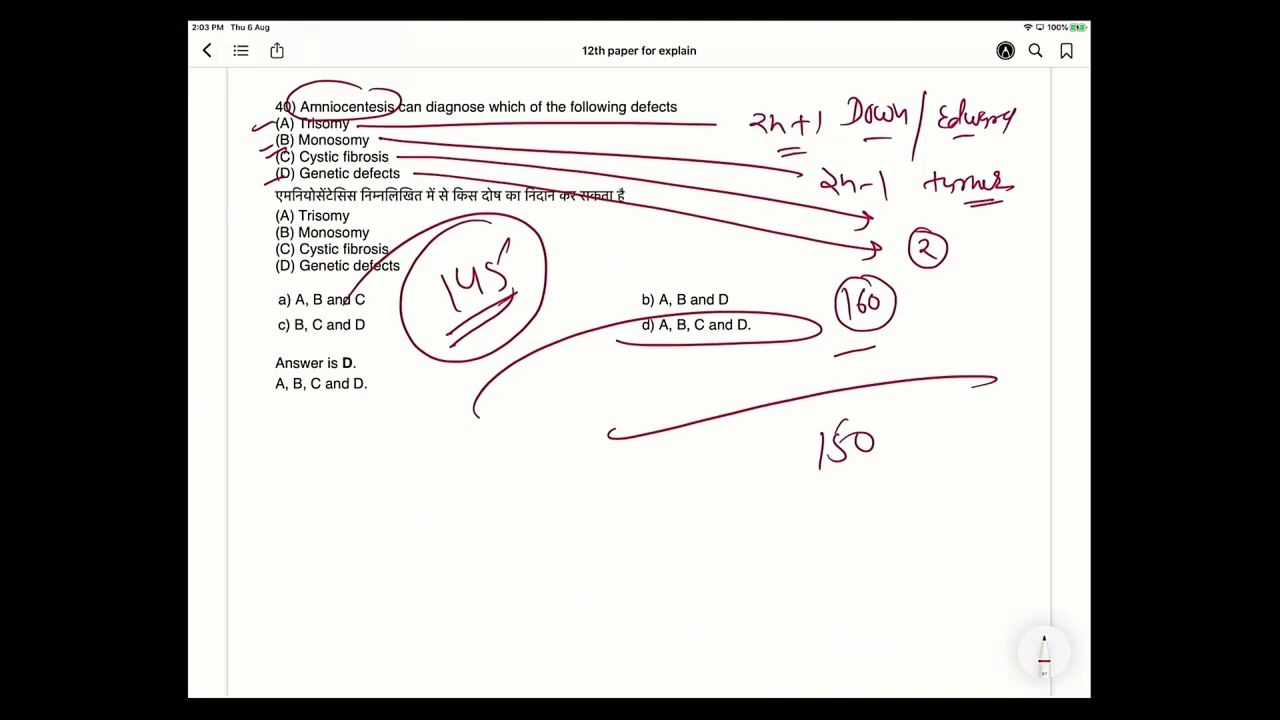 2:03 PM Thu 6 Aug
100%
12th paper for explain
40) Amniocentesis can diagnose which of the following defects
(A) Trisomy
(B) Monosomy
(C) Cystic fibrosis
(D) Genetic defects
2n+1 Down / Edward
2n-1 turner
2
एमनियोसेंटेसिस निम्नलिखित में से किस दोष का निदान कर सकता है
(A) Trisomy
(B) Monosomy
(C) Cystic fibrosis
(D) Genetic defects
145
160
a) A, B and C
b) A, B and D
c) B, C and D
d) A, B, C and D.
Answer is D.
A, B, C and D.
150